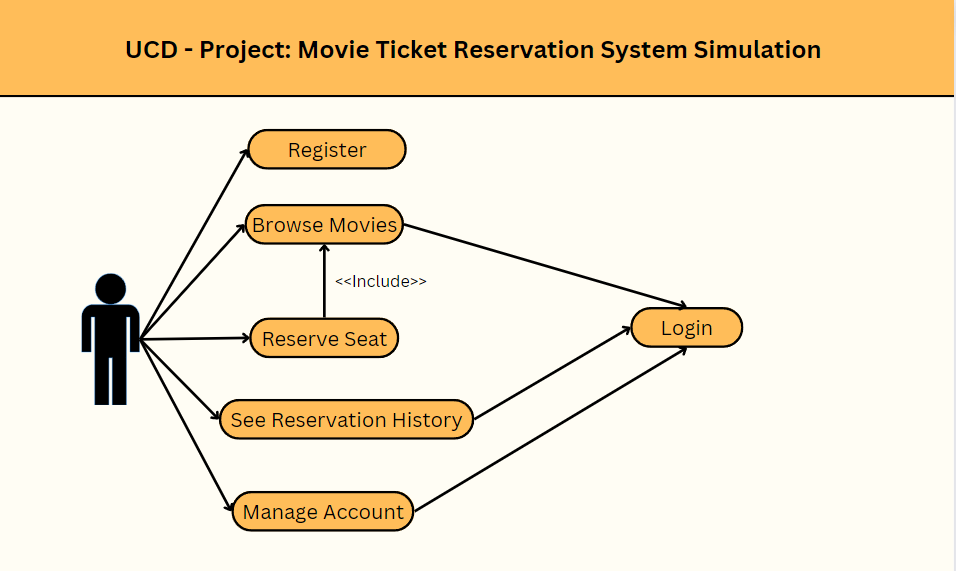 UCD - Project: Movie Ticket Reservation System Simulation
Register
Browse Movies
<<Include>>
Reserve Seat
Login
See Reservation History
Manage Account